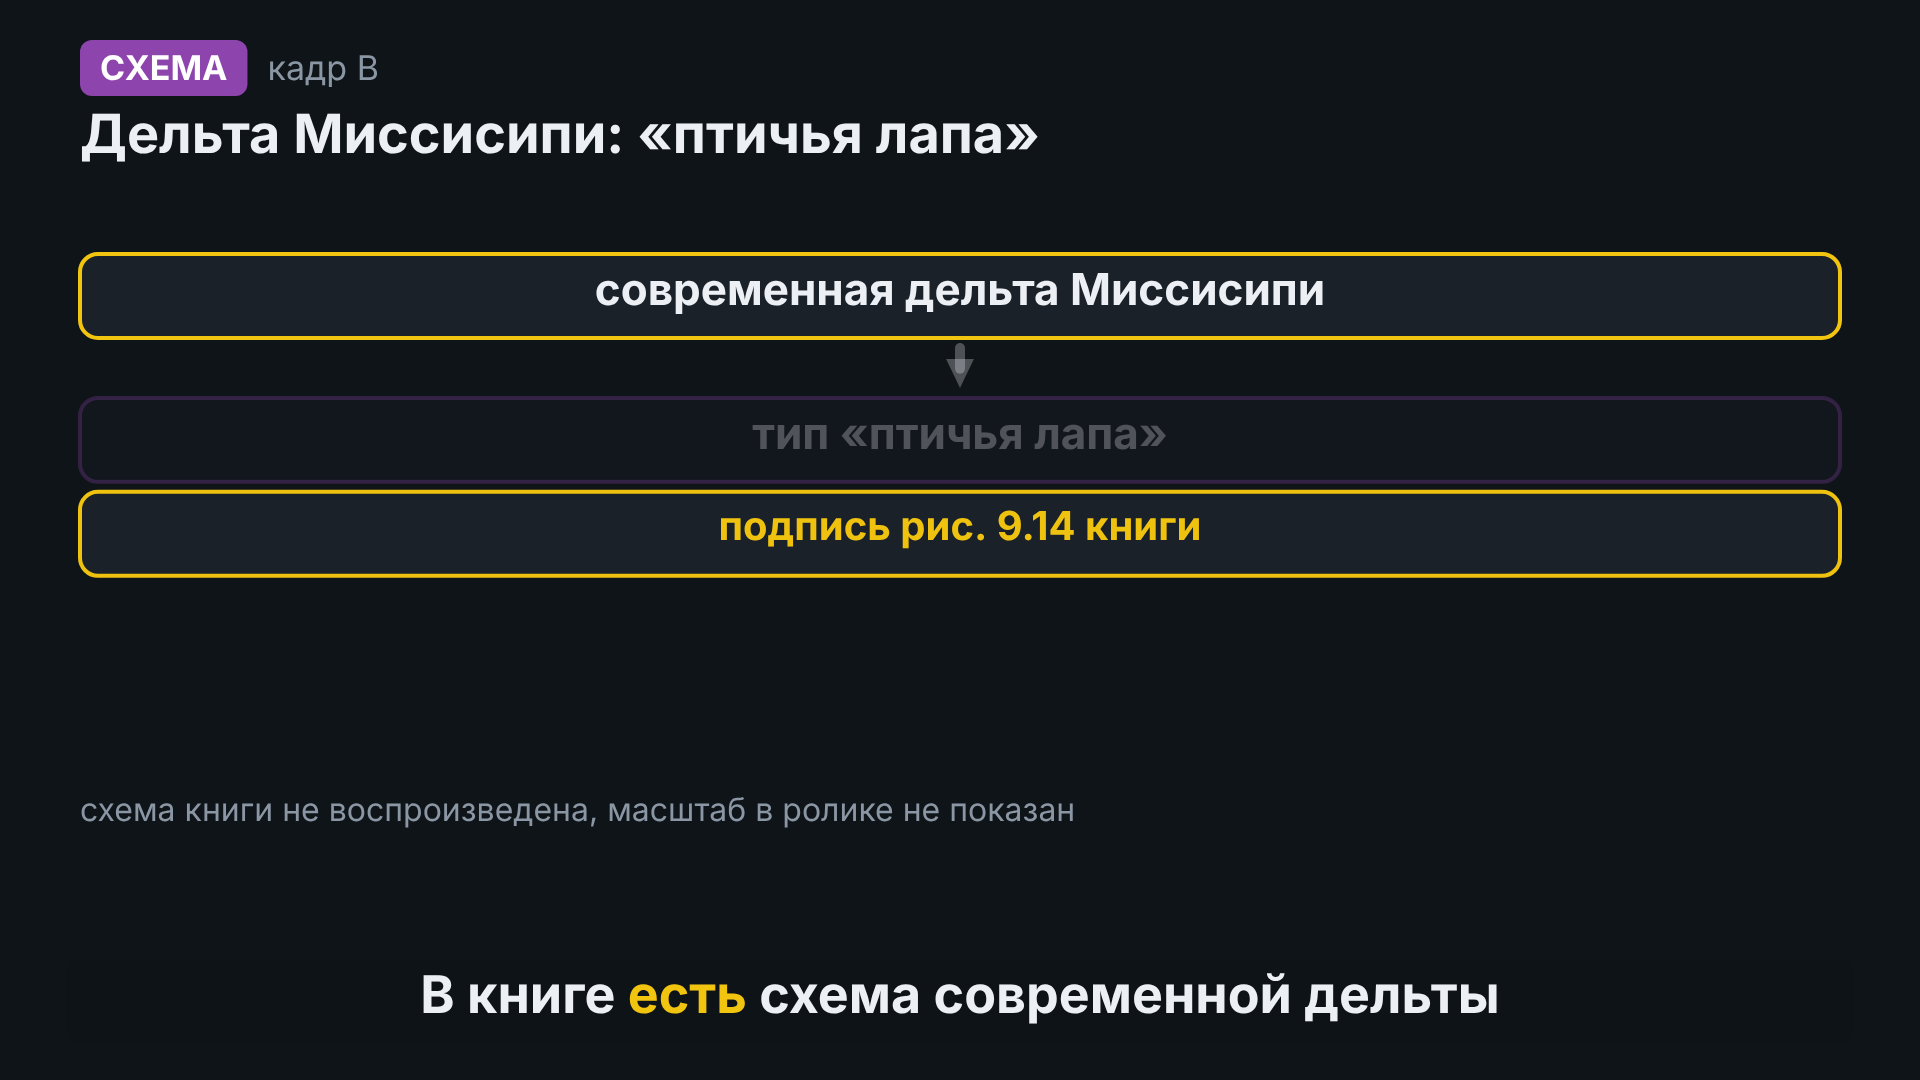 СХЕМА кадр В
Дельта Миссисипи: «птичья лапа»
современная дельта Миссисипи
тип «птичья лапа»
подпись рис. 9.14 книги
схема книги не воспроизведена, масштаб в ролике не показан
В книге есть схема современной дельты